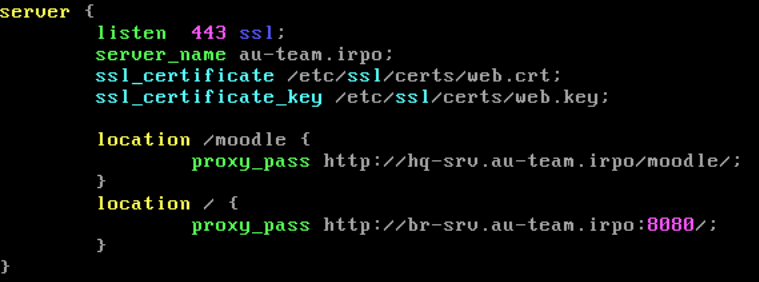 server {
listen 443 ssl;
server_name au-team.irpo;
ssl_certificate /etc/ssl/certs/web.crt;
ssl_certificate_key /etc/ssl/certs/web.key;
location /moodle {
proxy_pass http://hq-srv.au-team.irpo/moodle/;
}
location / {
proxy_pass http://br-srv.au-team.irpo:8080/;
}
}